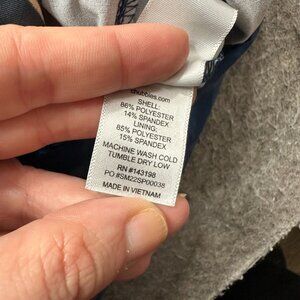 chubbies.com
SHELL:
86% POLYESTER
14% SPANDEX
LINING:
85% POLYESTER
15% SPANDEX
MACHINE WASH COLD
TUMBLE DRY LOW
RN #143198
PO #SM22SP00038
MADE IN VIETNAM